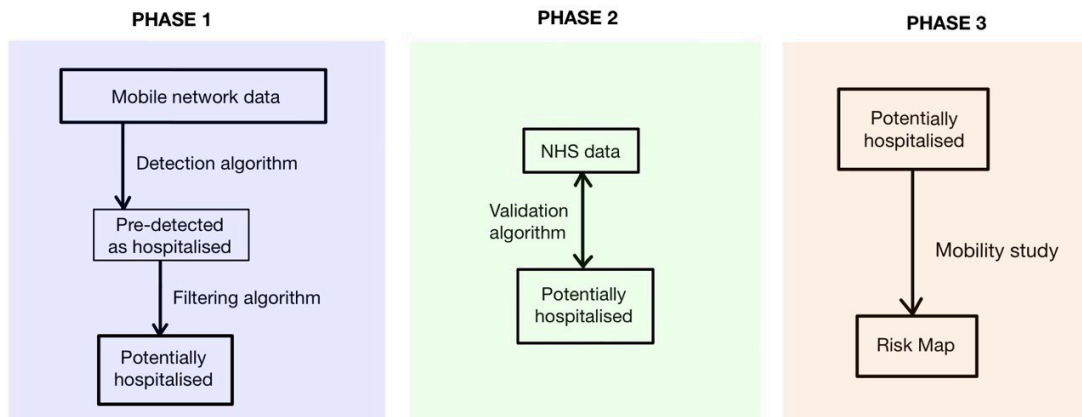 PHASE 1
Mobile network data
Detection algorithm
Pre-detected
as hospitalised
Filtering algorithm
Potentially
hospitalised
PHASE 2
NHS data
Validation
algorithm
Potentially
hospitalised
PHASE 3
Potentially
hospitalised
Mobility study
Risk Map